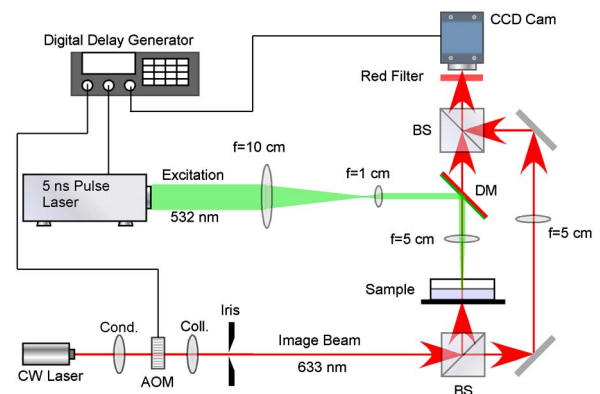 CCD Cam
Digital Delay Generator
Red Filter
BS
f=10 cm
Excitation
f=1 cm
DM
5 ns Pulse
Laser
532 nm
f=5 cm
f=5 cm
Sample
Iris
Cond.
Coll.
Image Beam
633 nm
CW Laser
AOM
BS